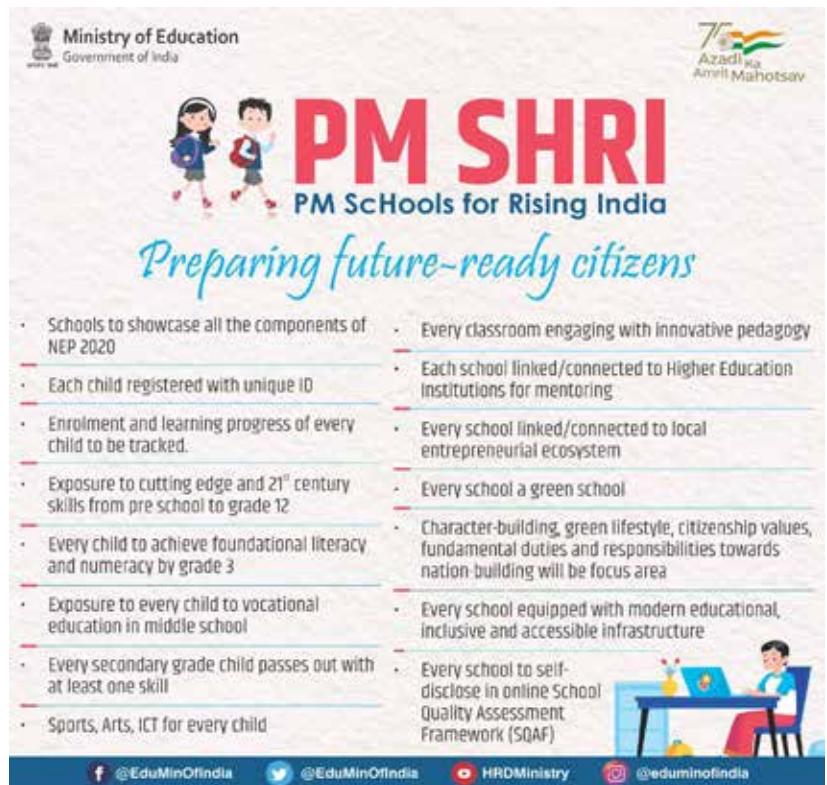 Ministry of Education
Government of India
75
Azadi Ka
Amrit Mahotsav
PM SHRI
PM ScHools for Rising India
Preparing future-ready citizens
• Schools to showcase all the components of
NEP 2020
• Each child registered with unique ID
• Enrolment and learning progress of every
child to be tracked.
• Exposure to cutting edge and 21st century
skills from pre school to grade 12
• Every child to achieve foundational literacy
and numeracy by grade 3
• Exposure to every child to vocational
education in middle school
• Every secondary grade child passes out with
at least one skill
• Sports, Arts, ICT for every child
• Every classroom engaging with innovative pedagogy
• Each school linked/connected to Higher Education
Institutions for mentoring
• Every school linked/connected to local
entrepreneurial ecosystem
• Every school a green school
• Character-building, green lifestyle, citizenship values,
fundamental duties and responsibilities towards
nation-building will be focus area
• Every school equipped with modern educational,
inclusive and accessible infrastructure
• Every school to self-
disclose in online School
Quality Assessment
Framework (SQAF)
@EduMinOfIndia
@EduMinOfIndia
HRDMinistry
@eduminofindia